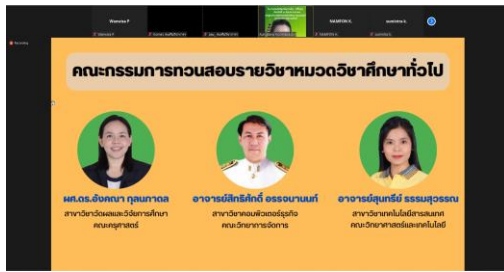 Wanwisa P
NAMFON K.
Wanwisa P
NAMFON K.
Recording
คณะกรรมการทวนสอบรายวิชาหมวดวิชาศึกษาทั่วไป
ผศ.ดร.อังคณา กุลนภาดล
สาขาวิชาวัดผลและวิจัยการศึกษา
คณะครุศาสตร์
อาจารย์สิทธิศักดิ์ อรรจนานนท์
สาขาวิชาคอมพิวเตอร์ธุรกิจ
คณะวิทยาการจัดการ
อาจารย์สุนทรีย์ ธรรมสุวรรณ
สาขาวิชาเทคโนโลยีสารสนเทศ
คณะวิทยาศาสตร์และเทคโนโลยี